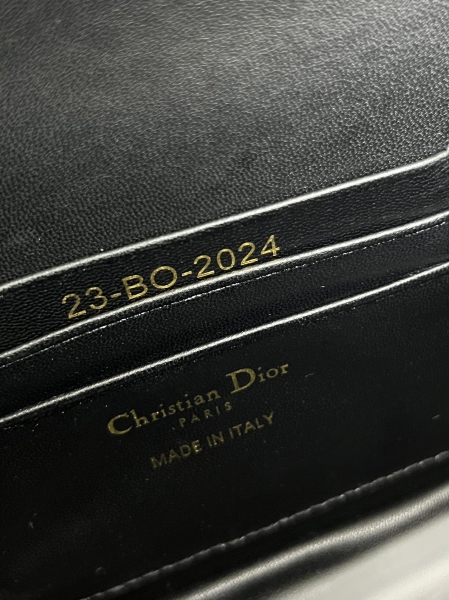 23-BO-2024
Christian Dior
PARIS
MADE IN ITALY